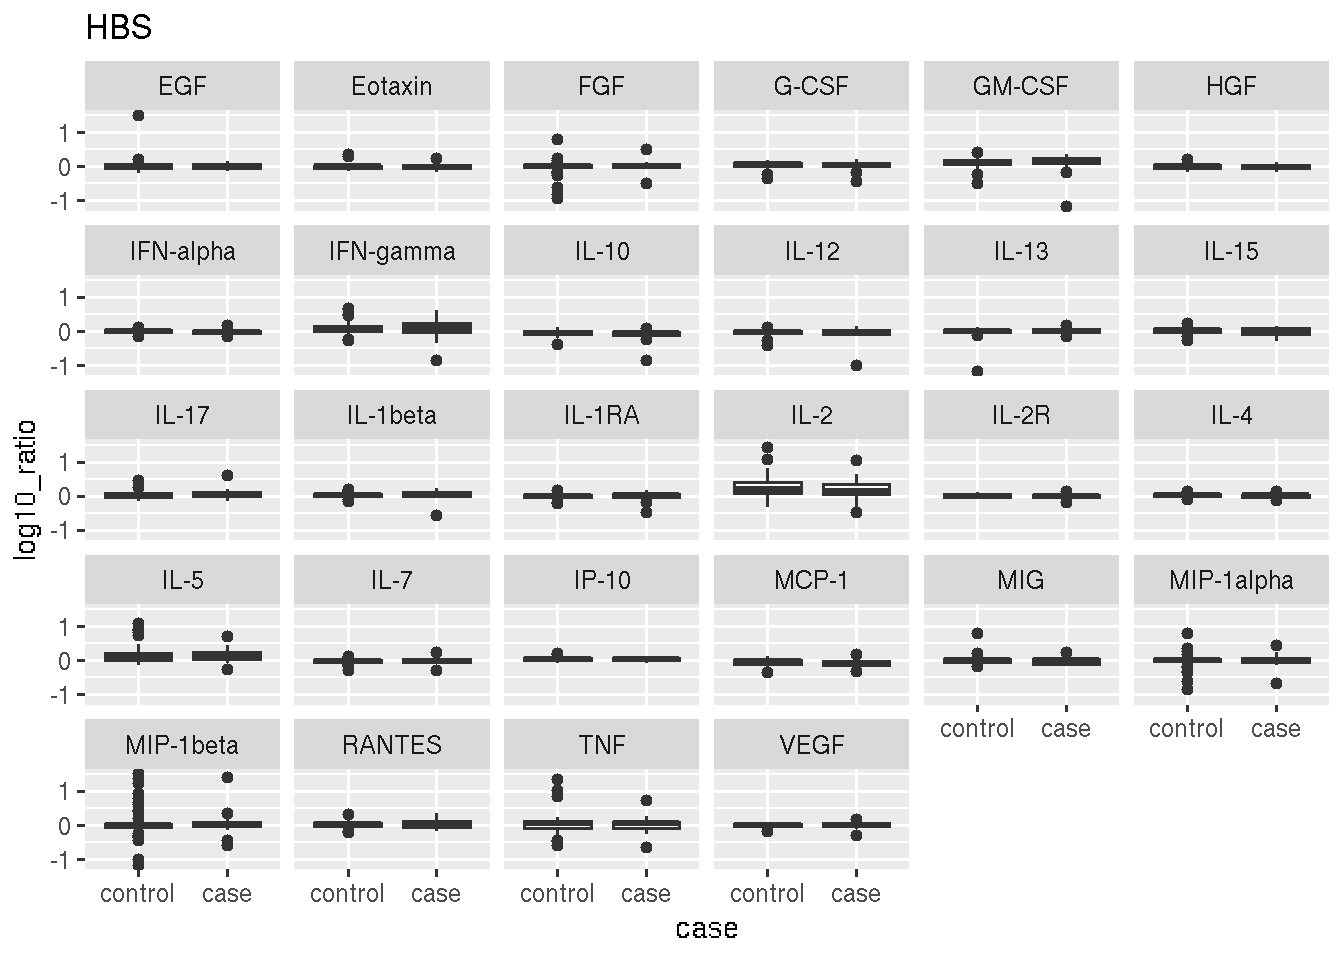 HBS
EGF Eotaxin FGF G-CSF GM-CSF HGF
1
0
-1
IFN-alpha IFN-gamma IL-10 IL-12 IL-13 IL-15
1
0
-1
IL-17 IL-1beta IL-1RA IL-2 IL-2R IL-4
1
0
-1
log10_ratio
IL-5 IL-7 IP-10 MCP-1 MIG MIP-1alpha
1
0
-1
control case control case
MIP-1beta RANTES TNF VEGF
1
0
-1
control case control case control case control case
case